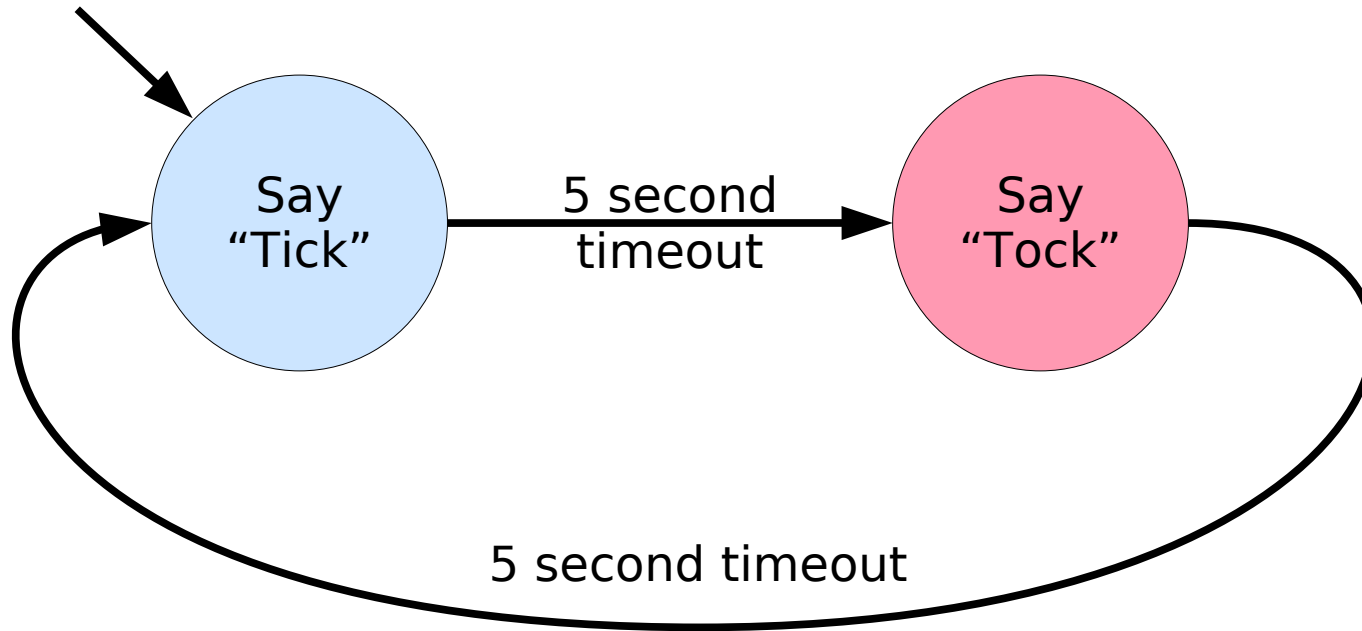 Say
“Tick”
5 second
timeout
Say
“Tock”
5 second timeout